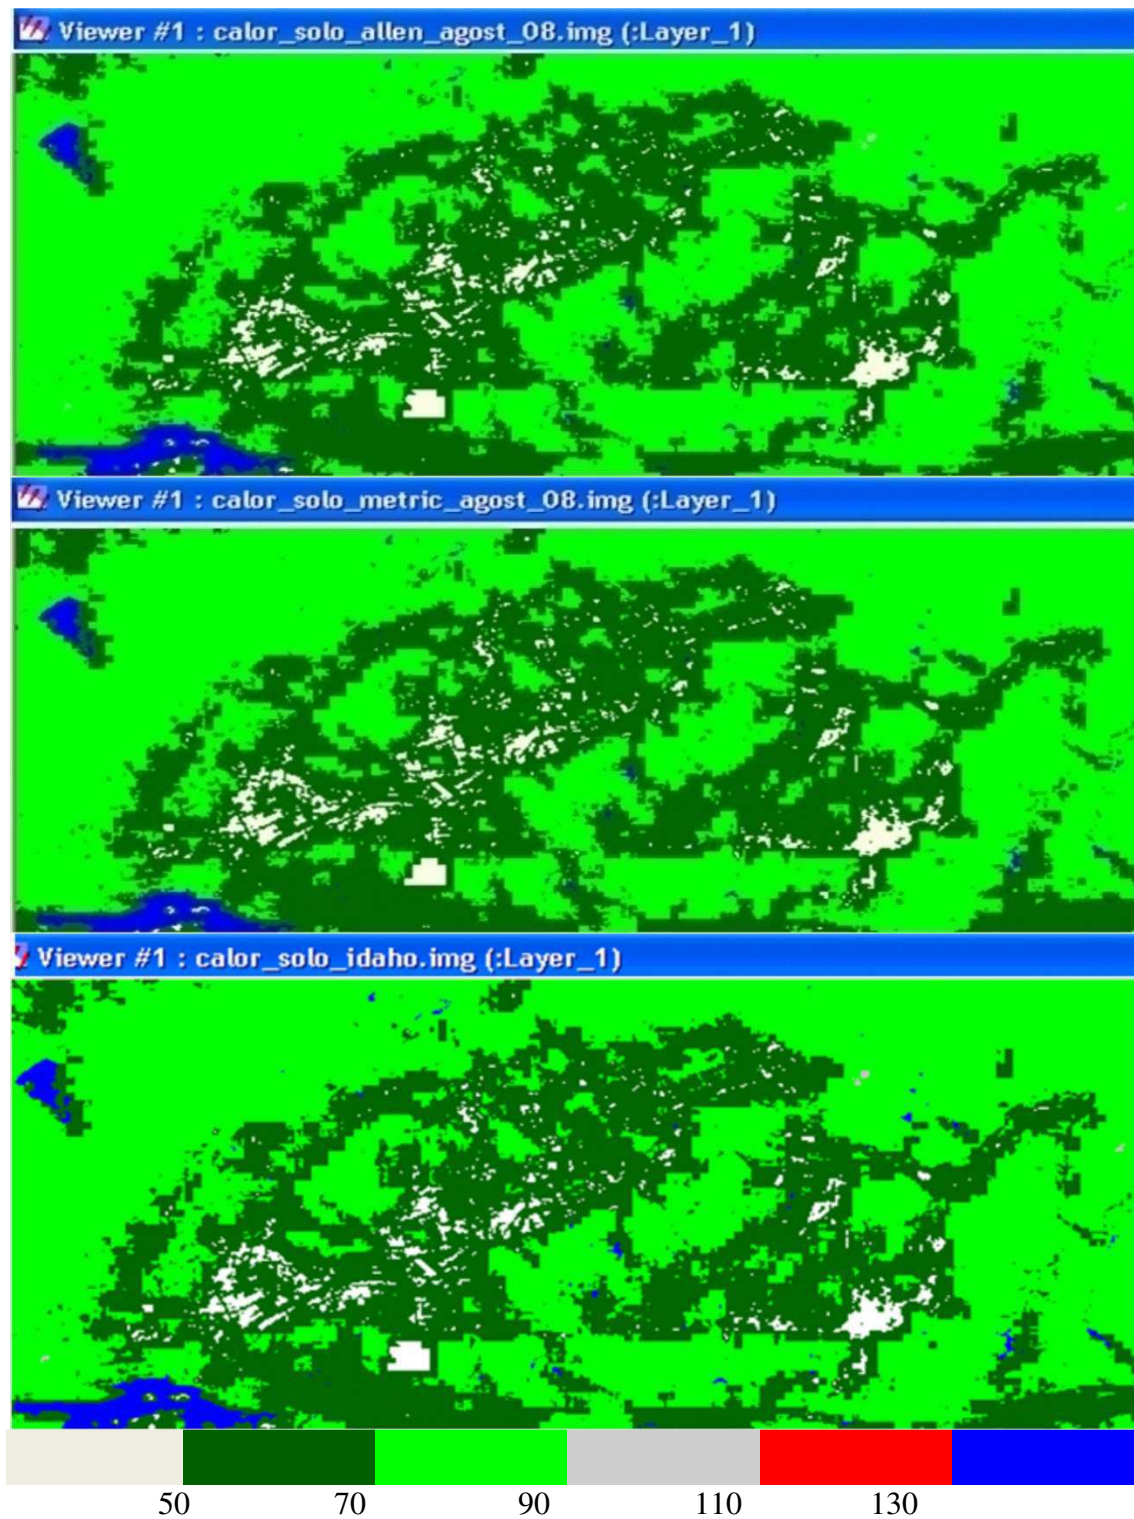 Viewer #1 : calor_solo_allen_agost_08.img (:Layer_1)
Viewer #1 : calor_solo_metric_agost_08.img (:Layer_1)
Viewer #1 : calor_solo_idaho.img (:Layer_1)
50 70 90 110 130